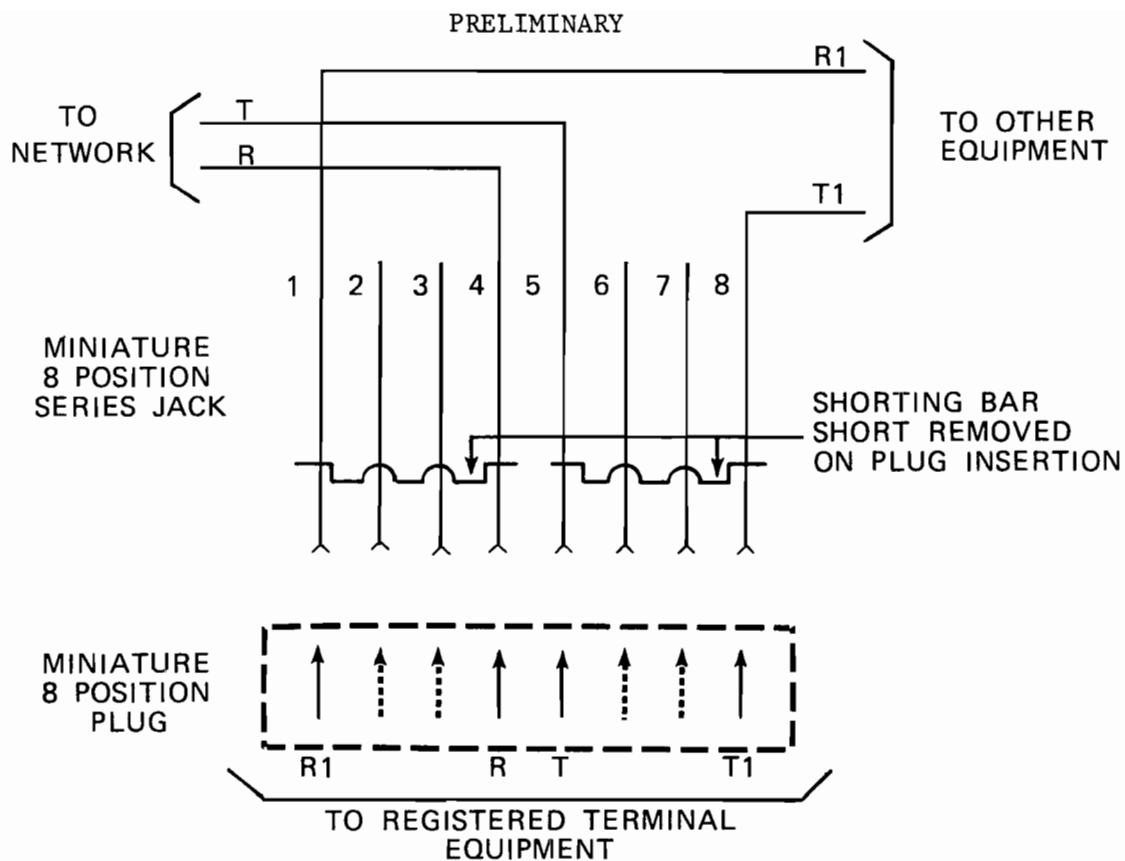 PRELIMINARY
R1
TO
NETWORK
T
R
TO OTHER
EQUIPMENT
T1
1 2 3 4 5 6 7 8
MINIATURE
8 POSITION
SERIES JACK
SHORTING BAR
SHORT REMOVED
ON PLUG INSERTION
MINIATURE
8 POSITION
PLUG
R1 R T T1
TO REGISTERED TERMINAL
EQUIPMENT